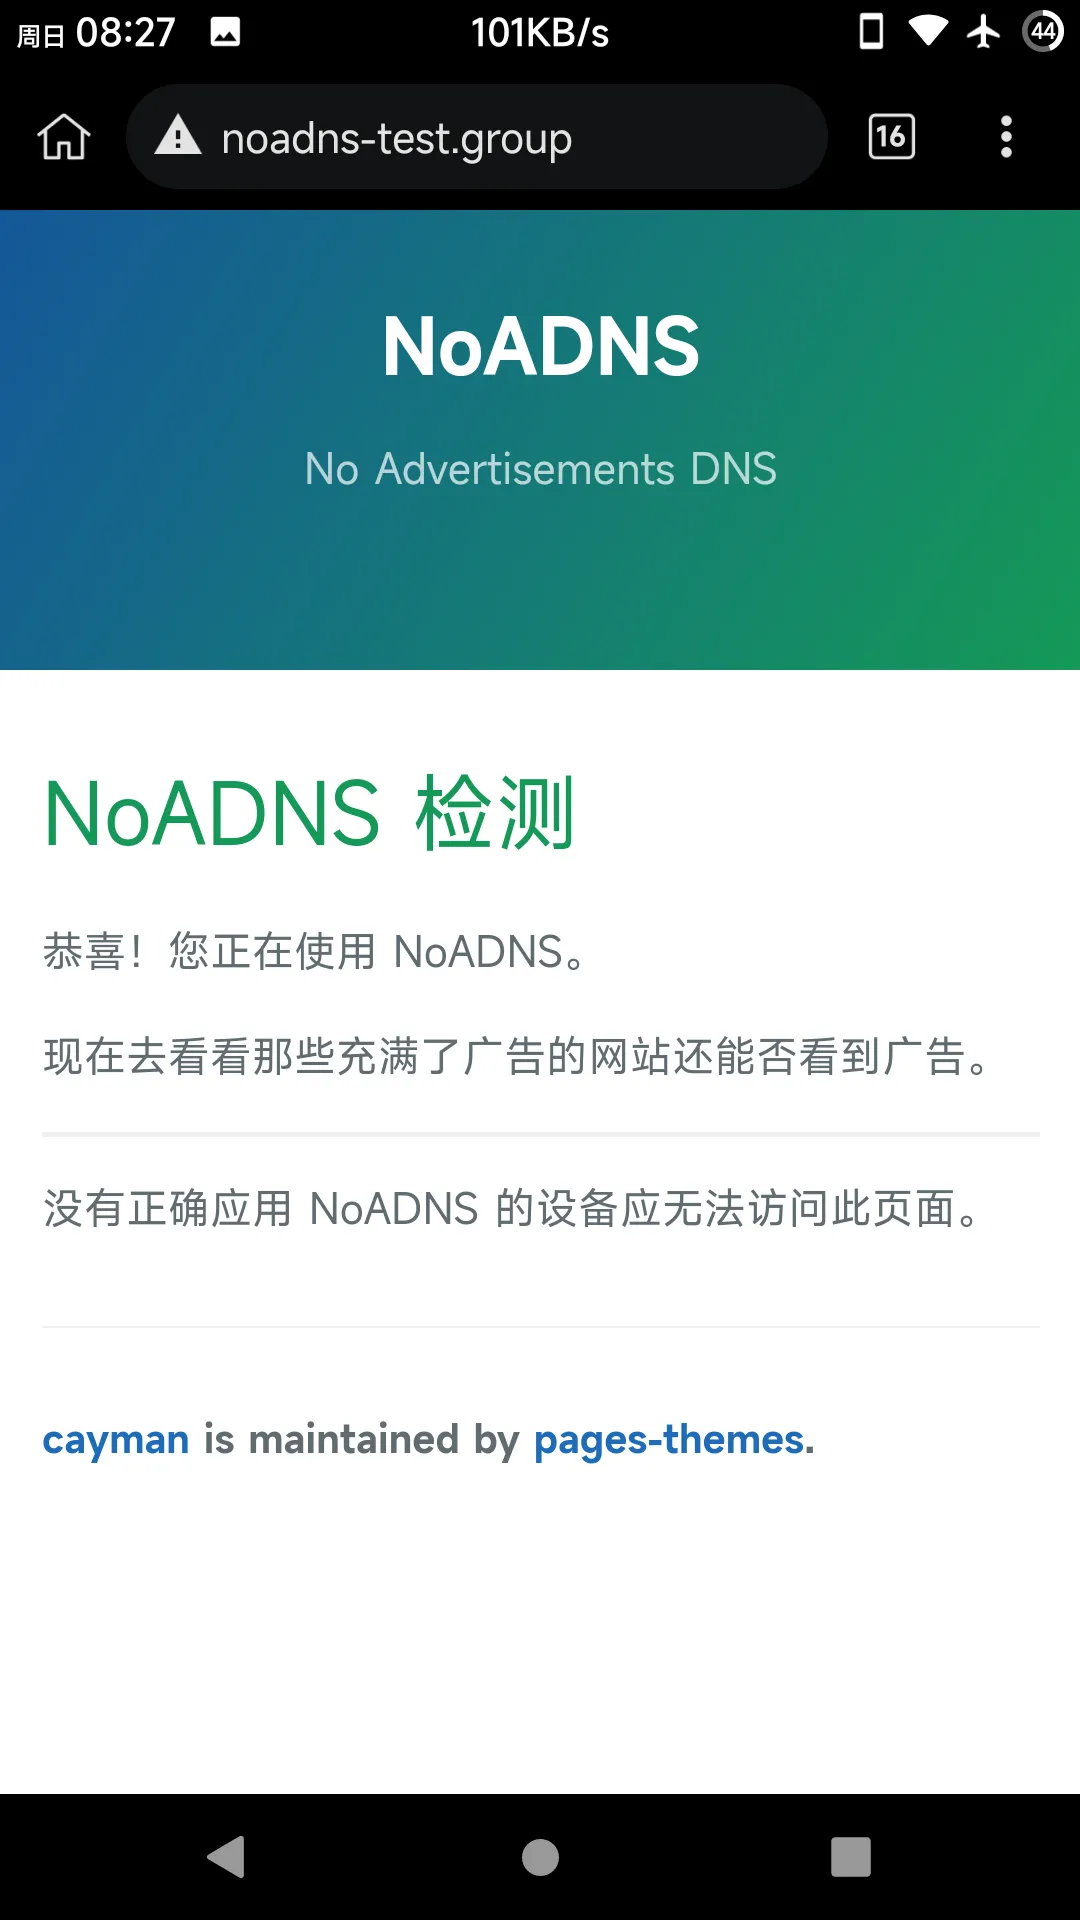 周日 08:27 101KB/s 44
noadns-test.group 16
NoADNS
No Advertisements DNS
NoADNS 检测
恭喜！您正在使用 NoADNS。
现在去看看那些充满了广告的网站还能否看到广告。
没有正确应用 NoADNS 的设备应无法访问此页面。
cayman is maintained by pages-themes.